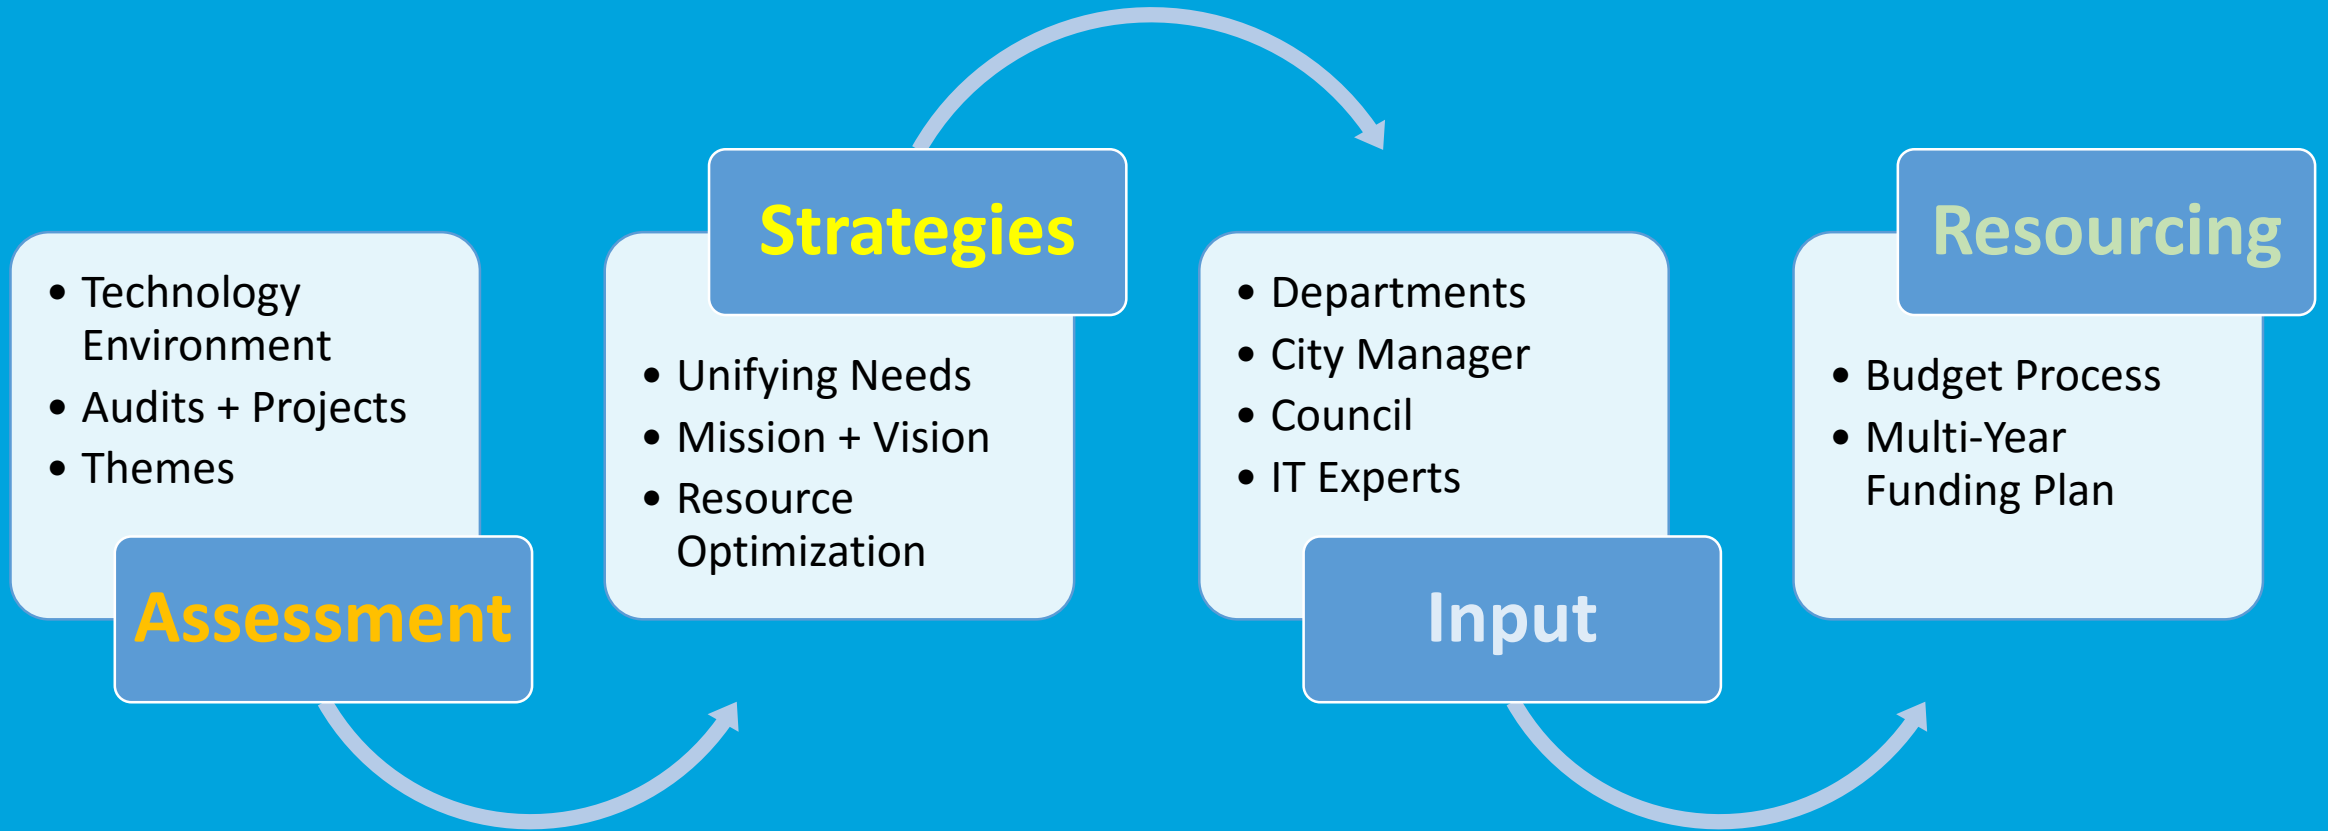 • Technology
Environment
• Audits + Projects
• Themes
Assessment
Strategies
• Unifying Needs
• Mission + Vision
• Resource
Optimization
• Departments
• City Manager
• Council
• IT Experts
Input
Resourcing
• Budget Process
• Multi-Year
Funding Plan